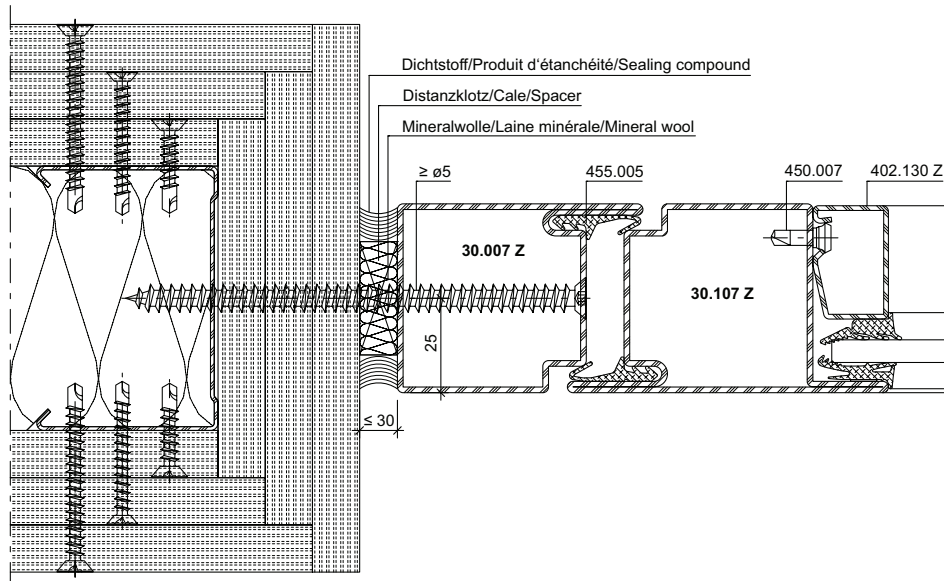 Dichtstoff/Produit d‘étanchéité/Sealing compound
Distanzklotz/Cale/Spacer
Mineralwolle/Laine minérale/Mineral wool
≥ ø5
455.005
450.007
402.130 Z
30.007 Z
30.107 Z
25
≤ 30